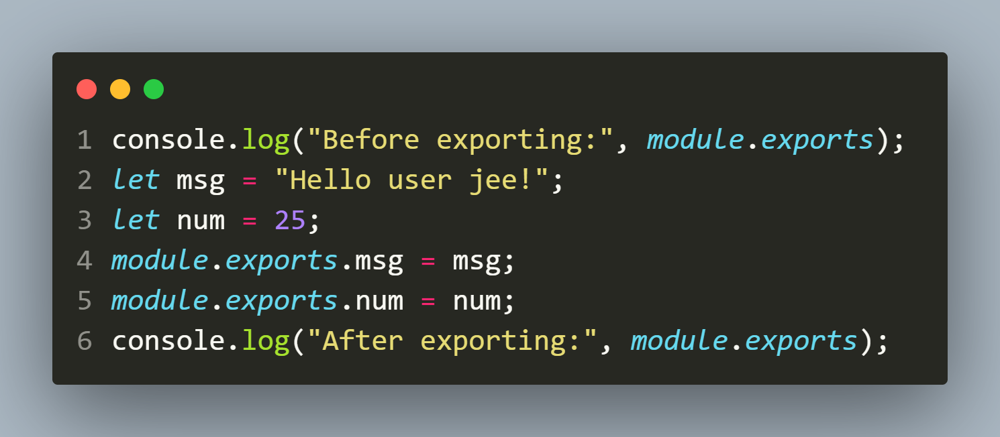 1 console.log("Before exporting:", module.exports);
2 let msg = "Hello user jee!";
3 let num = 25;
4 module.exports.msg = msg;
5 module.exports.num = num;
6 console.log("After exporting:", module.exports);